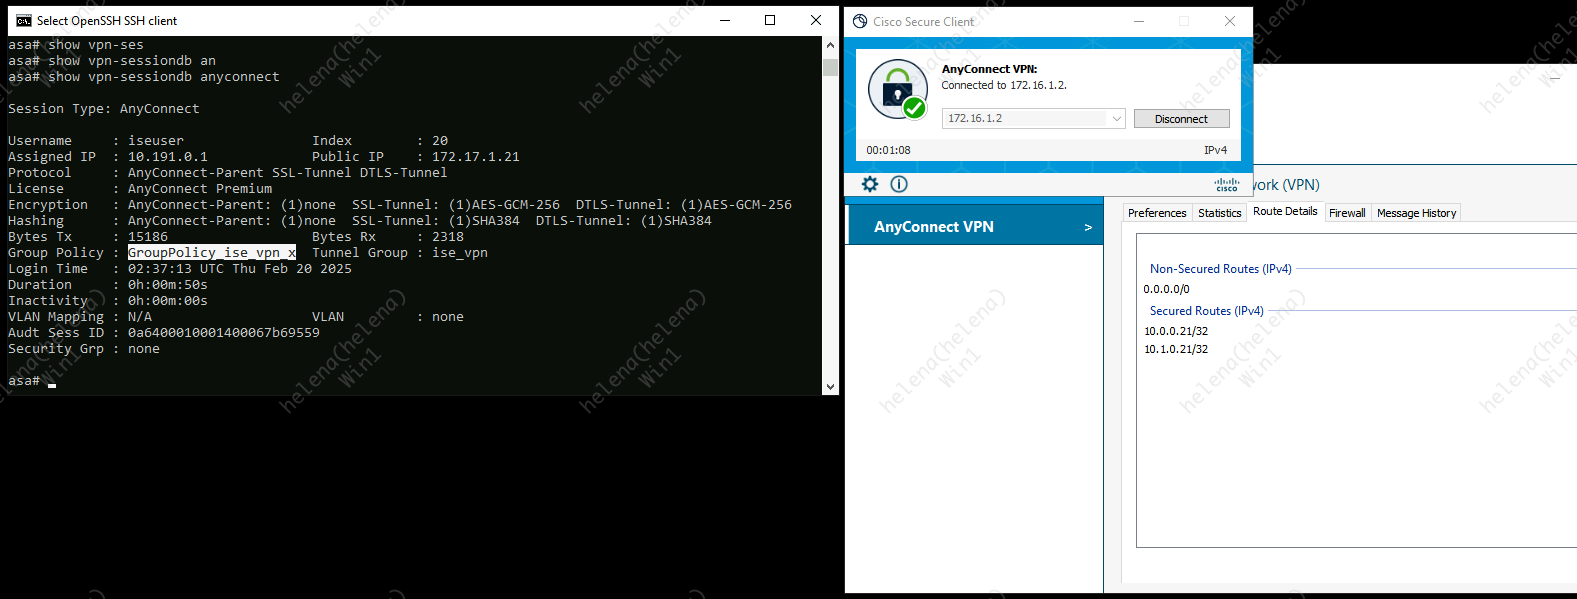 Select OpenSSH SSH client
asa# show vpn-ses
asa# show vpn-sessiondb an
asa# show vpn-sessiondb anyconnect
Session Type: AnyConnect
Username     : iseuser                Index        : 20
Assigned IP  : 10.191.0.1             Public IP    : 172.17.1.21
Protocol     : AnyConnect-Parent SSL-Tunnel DTLS-Tunnel
License      : AnyConnect Premium
Encryption   : AnyConnect-Parent: (1)none  SSL-Tunnel: (1)AES-GCM-256  DTLS-Tunnel: (1)AES-GCM-256
Hashing      : AnyConnect-Parent: (1)none  SSL-Tunnel: (1)SHA384  DTLS-Tunnel: (1)SHA384
Bytes Tx     : 15186                  Bytes Rx     : 2318
Group Policy : GroupPolicy_ise_vpn_x  Tunnel Group : ise_vpn
Login Time   : 02:37:13 UTC Thu Feb 20 2025
Duration     : 0h:00m:50s
Inactivity   : 0h:00m:00s
VLAN Mapping : N/A                    VLAN         : none
Audt Sess ID : 0a6400010001400067b69559
Security Grp : none
asa#
Cisco Secure Client
AnyConnect VPN:
Connected to 172.16.1.2.
172.16.1.2
Disconnect
00:01:08
IPv4
CISCO
work (VPN)
AnyConnect VPN >
Preferences Statistics Route Details Firewall Message History
Non-Secured Routes (IPv4)
0.0.0.0/0
Secured Routes (IPv4)
10.0.0.21/32
10.1.0.21/32
helena(helena)
Win1